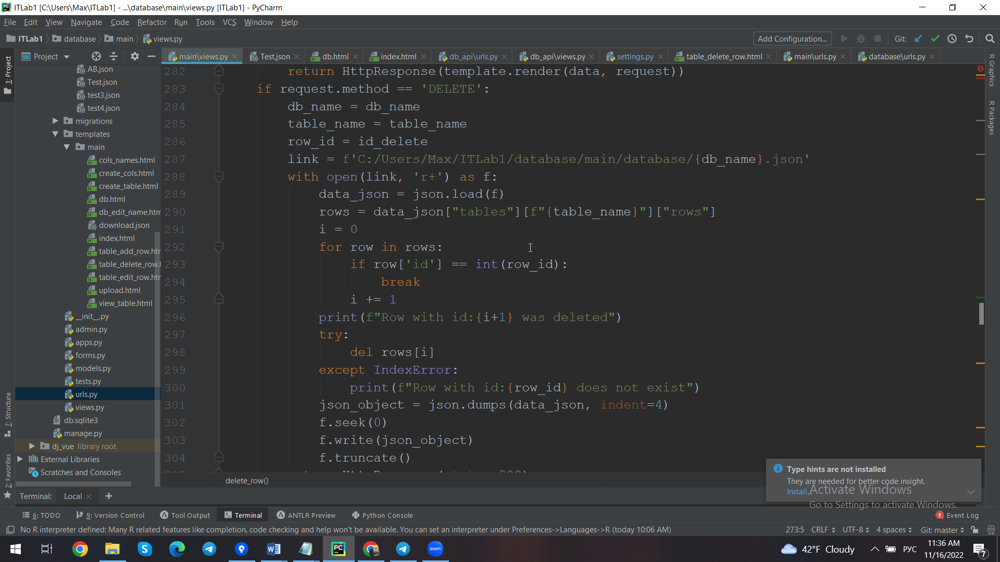 ITLab1 [C:\Users\Max\ITLab1] - ...\database\main\views.py [ITLab1] - PyCharm
File Edit View Navigate Code Refactor Run Tools VCS Window Help
ITLab1 database main views.py Add Configuration... Git:
Project
main\views.py Test.json db.html index.html db_api\urls.py db_api\views.py settings.py table_delete_row.html main\urls.py database\urls.py
1: Project
7: Structure
2: Favorites
AB.json
Test.json
test3.json
test4.json
migrations
templates
main
cols_names.html
create_cols.html
create_table.html
db.html
db_edit_name.htm
download.json
index.html
table_add_row.htm
table_delete_row.
table_edit_row.htm
upload.html
view_table.html
__init__.py
admin.py
apps.py
forms.py
models.py
tests.py
urls.py
views.py
db.sqlite3
manage.py
dj_vue library root
External Libraries
Scratches and Consoles
282 return HttpResponse(template.render(data, request))
283 if request.method == 'DELETE':
284 db_name = db_name
285 table_name = table_name
286 row_id = id_delete
287 link = f'C:/Users/Max/ITLab1/database/main/database/{db_name}.json'
288 with open(link, 'r+') as f:
289 data_json = json.load(f)
290 rows = data_json["tables"][f"{table_name}"]["rows"]
291 i = 0
292 for row in rows:
293 if row['id'] == int(row_id):
294 break
295 i += 1
296 print(f"Row with id:{i+1} was deleted")
297 try:
298 del rows[i]
299 except IndexError:
300 print(f"Row with id:{row_id} does not exist")
301 json_object = json.dumps(data_json, indent=4)
302 f.seek(0)
303 f.write(json_object)
304 f.truncate()
delete_row()
R Graphics
R Packages
Type hints are not installed
They are needed for better code insight.
Install...
Activate Windows
Go to Settings to activate Windows.
Terminal: Local +
6: TODO 9: Version Control Tool Output Terminal ANTLR Preview Python Console 1 Event Log
No R interpreter defined: Many R related features like completion, code checking and help won't be available. You can set an interpreter under Preferences->Languages->R (today 10:06 AM) 273:5 CRLF UTF-8 4 spaces Git: master
PC zoom 42°F Cloudy РУС 11:36 AM
11/16/2022 7